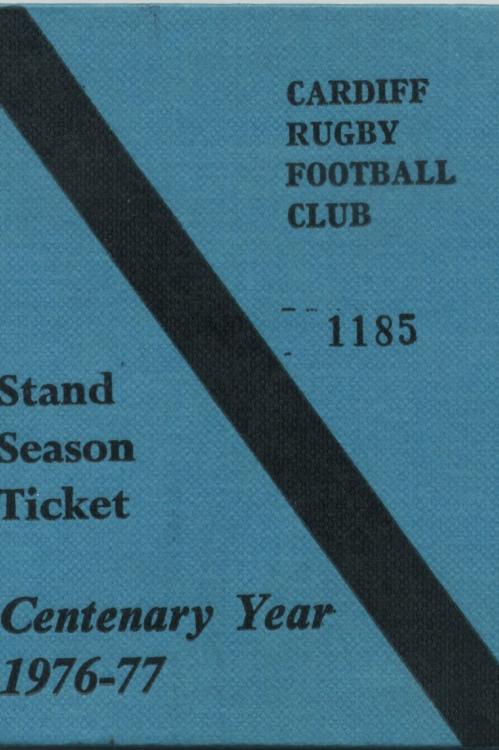 CARDIFF
RUGBY
FOOTBALL
CLUB
1185
Stand
Season
Ticket
Centenary Year
1976-77